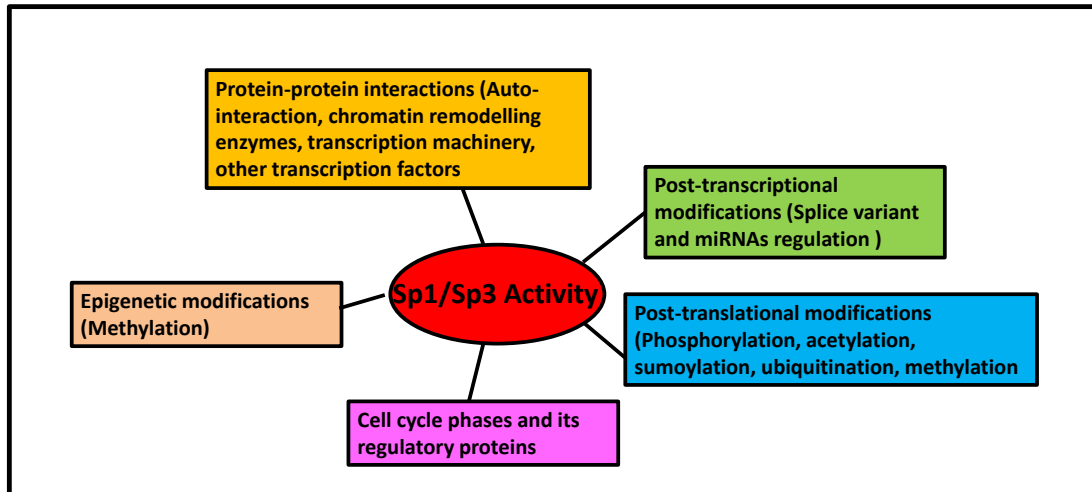 Protein-protein interactions (Auto-
interaction, chromatin remodelling
enzymes, transcription machinery,
other transcription factors
Post-transcriptional
modifications (Splice variant
and miRNAs regulation )
Sp1/Sp3 Activity
Epigenetic modifications
(Methylation)
Post-translational modifications
(Phosphorylation, acetylation,
sumoylation, ubiquitination, methylation
Cell cycle phases and its
regulatory proteins